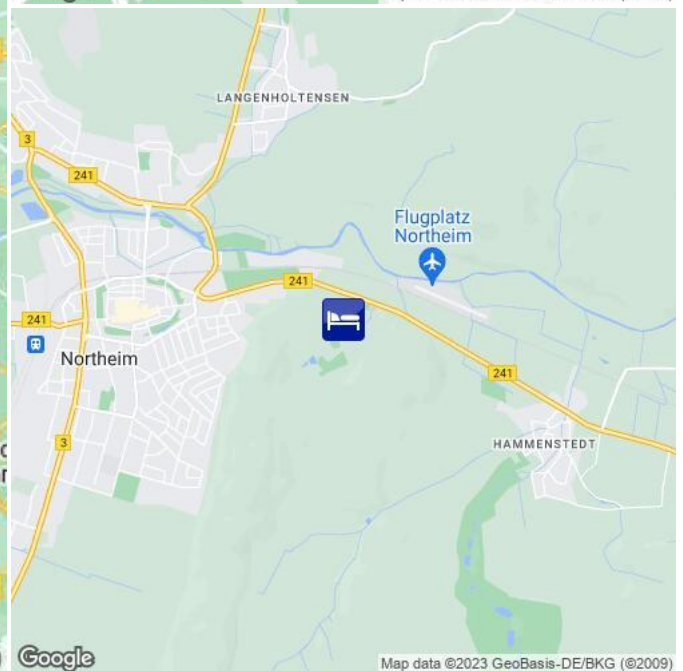 LANGENHOLTENSEN
3
241
Flugplatz
Northeim
241
241
Northeim
241
3
HAMMENSTEDT
Google
Map data ©2023 GeoBasis-DE/BKG (©2009)